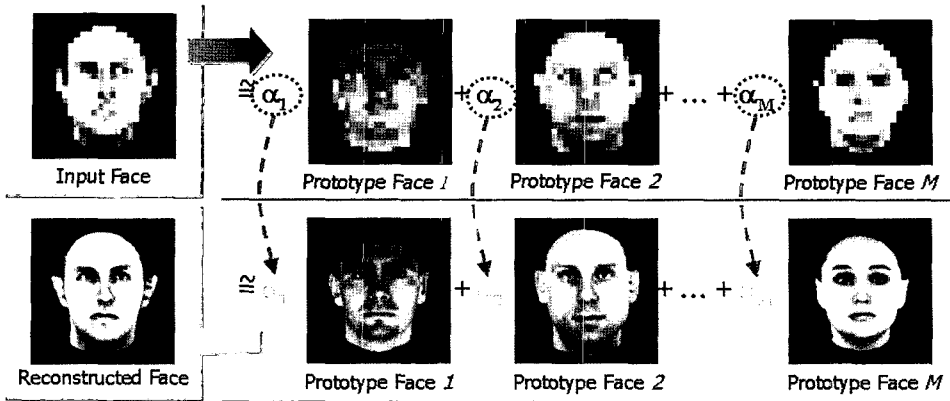 ≅ α1 + α2 + ... + αM
Input Face
Prototype Face 1
Prototype Face 2
Prototype Face M
≅ + + ... +
Reconstructed Face
Prototype Face 1
Prototype Face 2
Prototype Face M